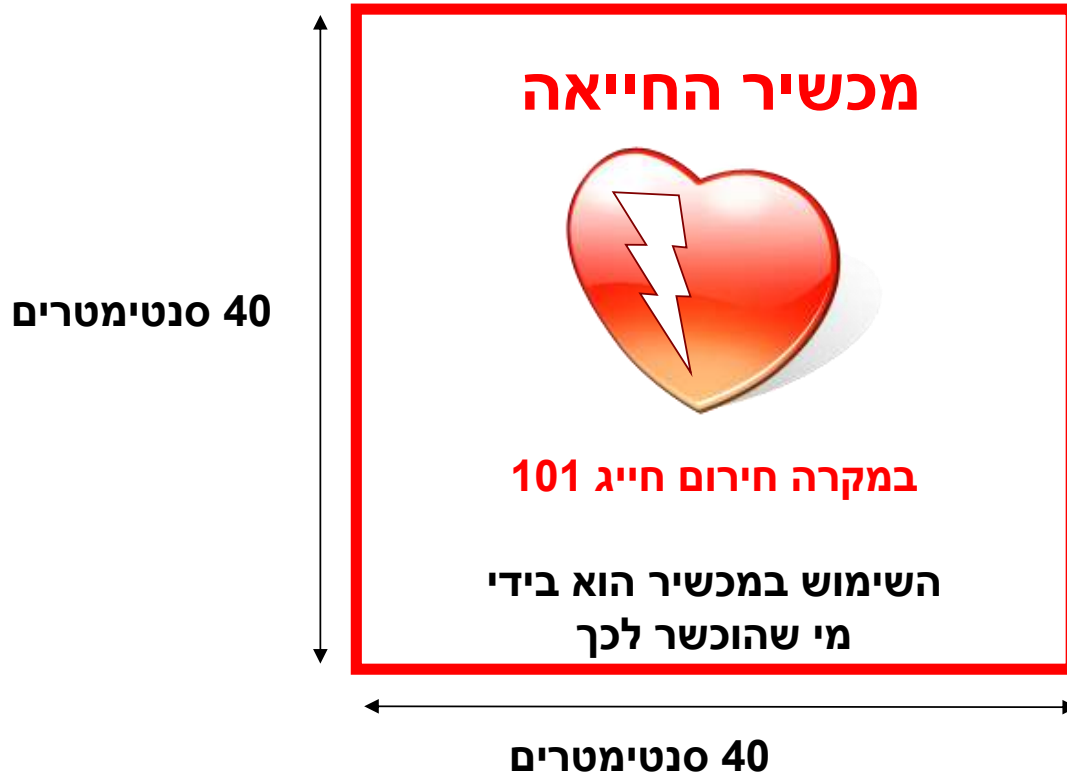 מכשיר החייאה
40 סנטימטרים
במקרה חירום חייג 101
השימוש במכשיר הוא בידי
מי שהוכשר לכך
40 סנטימטרים